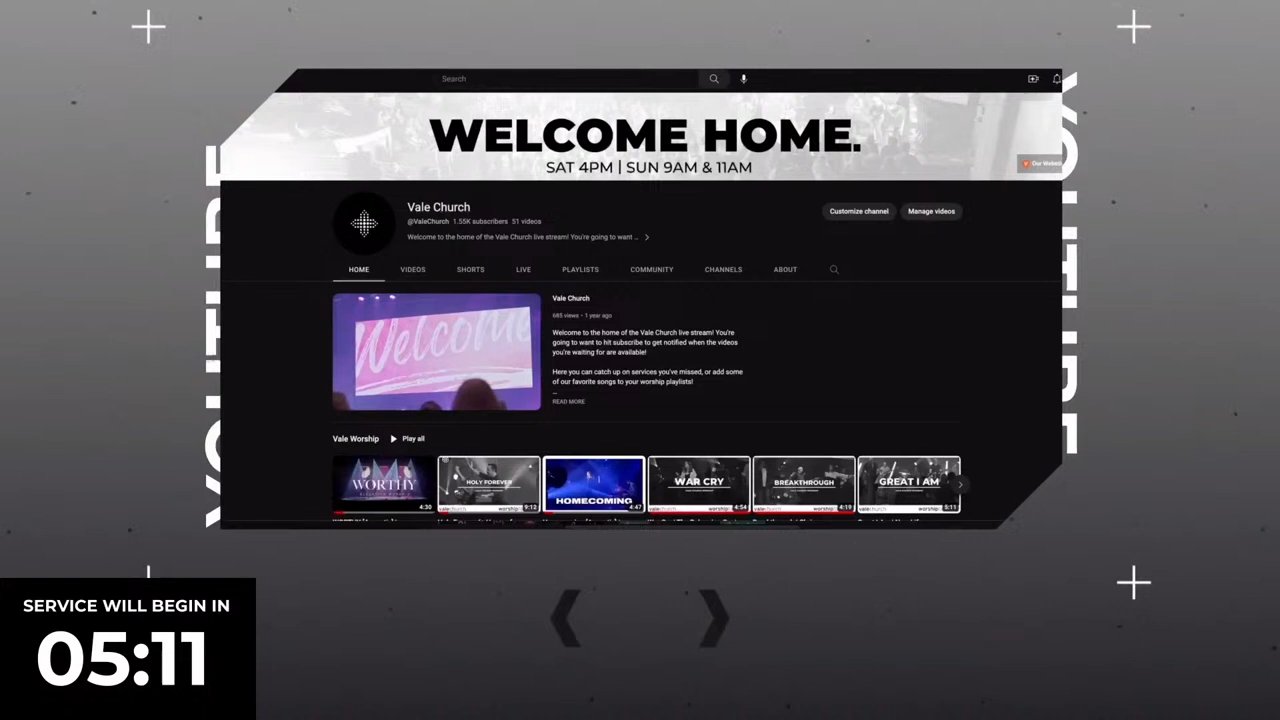 Search
WELCOME HOME.
SAT 4PM | SUN 9AM & 11AM
Our Websi
Vale Church
@ValeChurch 1.55K subscribers 51 videos
Welcome to the home of the Vale Church live stream! You're going to want ...
Customize channel
Manage videos
HOME VIDEOS SHORTS LIVE PLAYLISTS COMMUNITY CHANNELS ABOUT
Welcome
Vale Church
685 views • 1 year ago
Welcome to the home of the Vale Church live stream! You're
going to want to hit subscribe to get notified when the videos
you're waiting for are available!
Here you can catch up on services you've missed, or add some
of our favorite songs to your worship playlists!
...
READ MORE
Vale Worship Play all
WORTHY
4:30
HOLY FOREVER
9:12
HOMECOMING
4:47
WAR CRY
4:54
BREAKTHROUGH
4:19
GREAT I AM
5:11
SERVICE WILL BEGIN IN
05:11